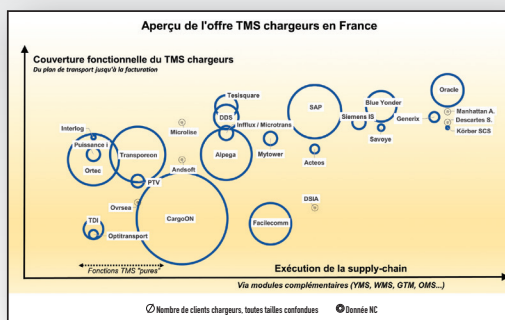 Aperçu de l'offre TMS chargeurs en France
Couverture fonctionnelle du TMS chargeurs
Du plan de transport jusqu'à la facturation
Tesisquare
Oracle
DDS
SAP
Blue Yonder
Interlog
Microline
Infflux / Microtrans
Siemens IS
Generix
Manhattan A.
Descartes S.
Savoye
Körber SCS
Puissance i
Transporeon
Alpega
Mytower
Acteos
Ortec
Andsoft
PTV
Ovrsea
DSIA
TDI
CargoON
Facilecomm
Optitransport
Fonctions TMS "pures"
Exécution de la supply-chain
Via modules complémentaires (YMS, WMS, GTM, OMS...)
Nombre de clients chargeurs, toutes tailles confondues Donnée NC